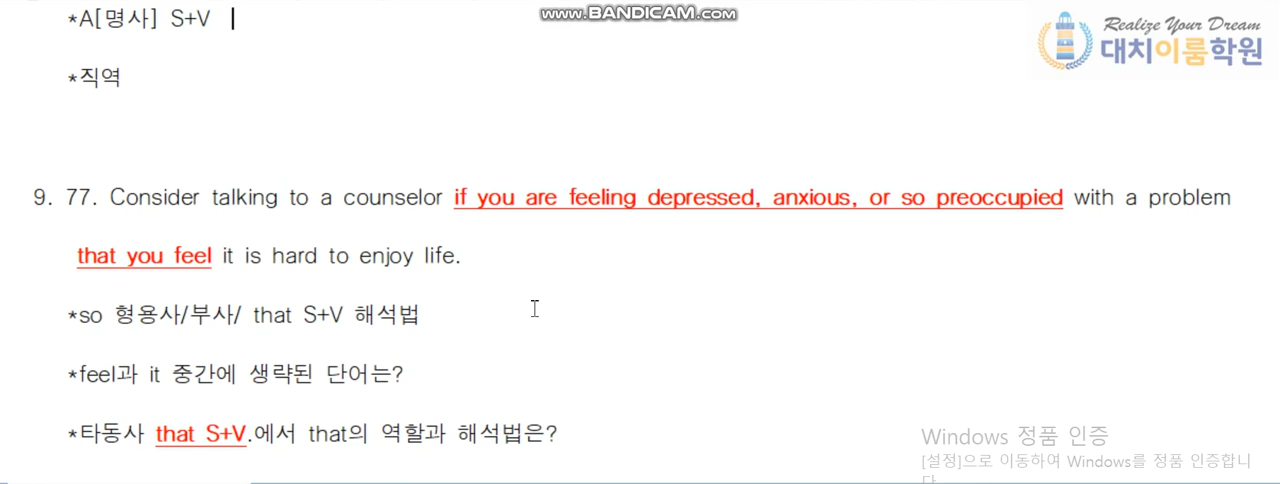 *A[명사] S+V
www.BANDICAM.com
Realize Your Dream
대치이룸학원
*직역
9. 77. Consider talking to a counselor if you are feeling depressed, anxious, or so preoccupied with a problem
that you feel it is hard to enjoy life.
*so 형용사/부사/ that S+V 해석법
*feel과 it 중간에 생략된 단어는?
*타동사 that S+V.에서 that의 역할과 해석법은?
Windows 정품 인증
[설정]으로 이동하여 Windows를 정품 인증합니
다